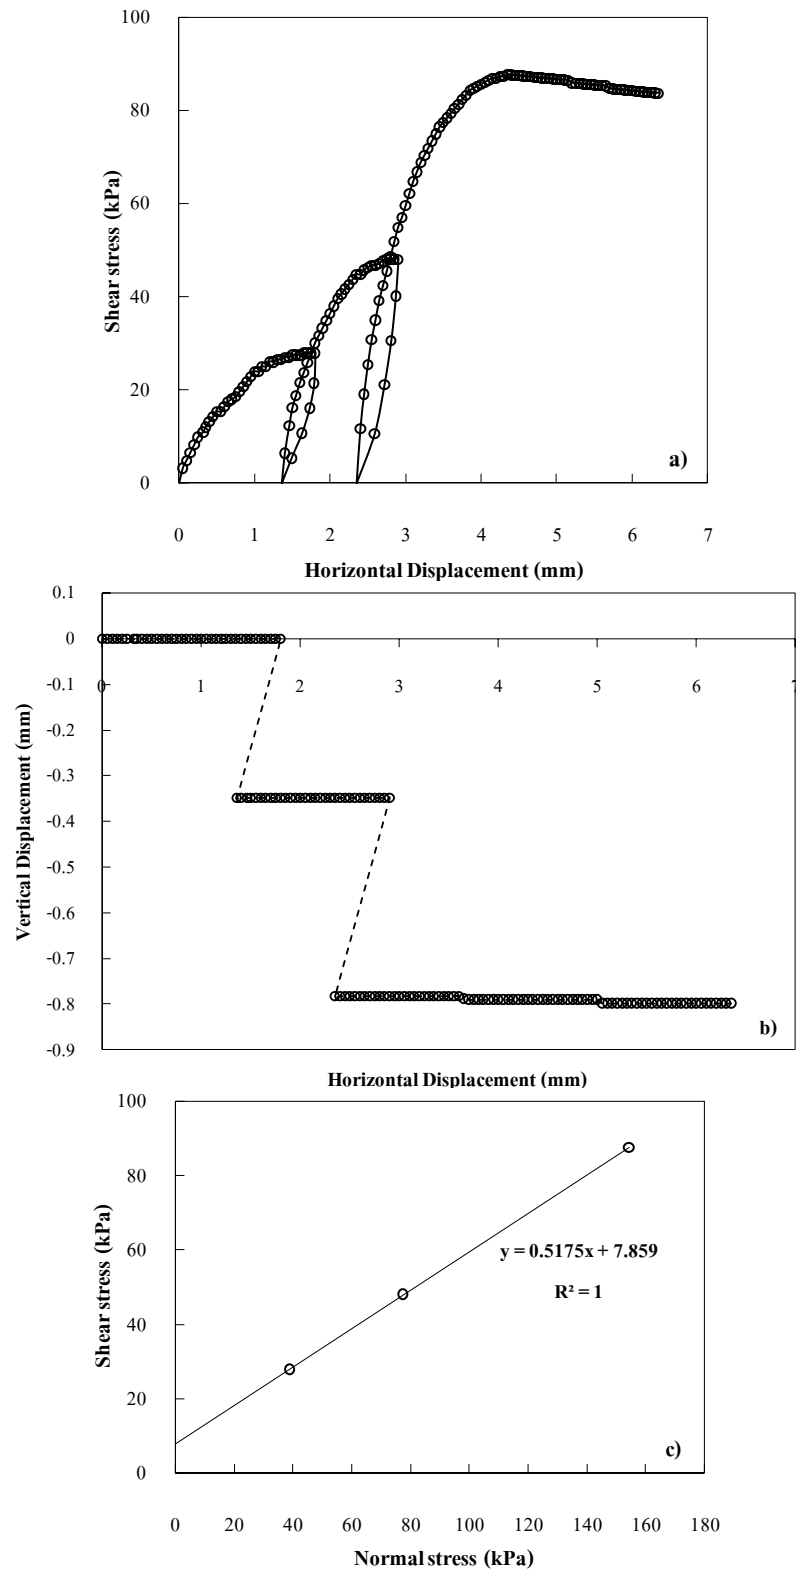 100
80
60
40
20
0
Shear stress (kPa)
a)
0 1 2 3 4 5 6 7
Horizontal Displacement (mm)
0.1
0
-0.1
-0.2
-0.3
-0.4
-0.5
-0.6
-0.7
-0.8
-0.9
Vertical Displacement (mm)
0 1 2 3 4 5 6 7
b)
Horizontal Displacement (mm)
100
80
60
40
20
0
Shear stress (kPa)
y = 0.5175x + 7.859
R² = 1
c)
0 20 40 60 80 100 120 140 160 180
Normal stress (kPa)